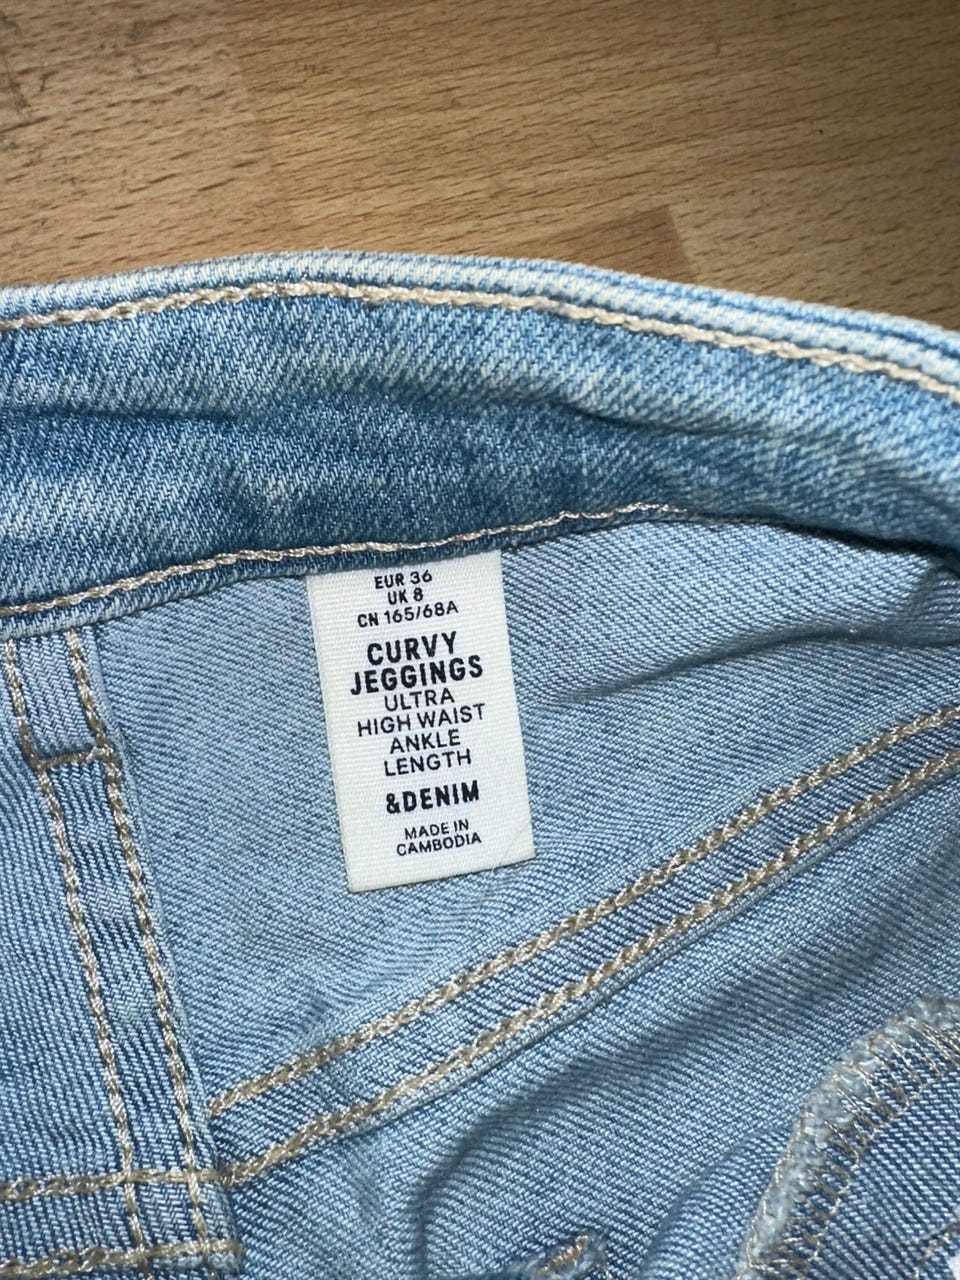 EUR 36
UK 8
CN 165/68A
CURVY
JEGGINGS
ULTRA
HIGH WAIST
ANKLE
LENGTH
&DENIM
MADE IN
CAMBODIA